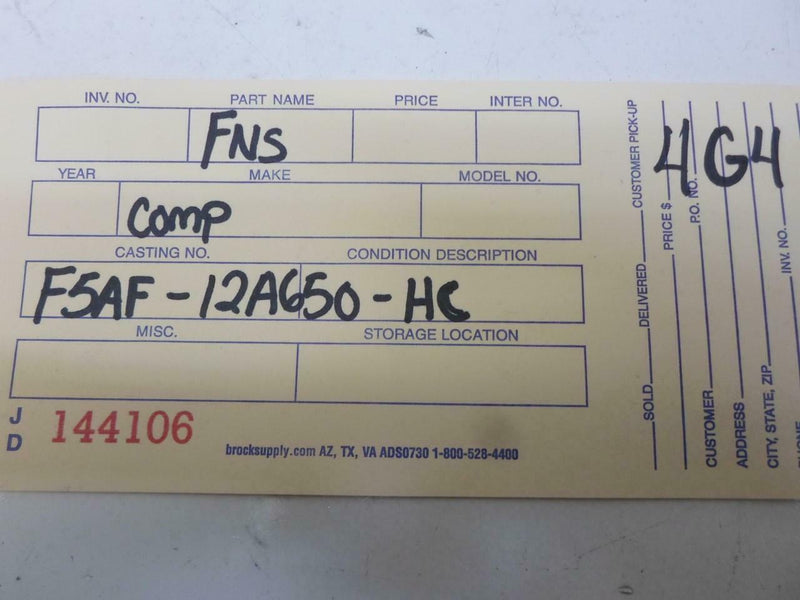 INV. NO. PART NAME PRICE INTER NO.
FNS
YEAR MAKE MODEL NO.
Comp
CASTING NO. CONDITION DESCRIPTION
F5AF-12A650-HC
MISC. STORAGE LOCATION
J
D
144106
brocksupply.com AZ, TX, VA ADS0730 1-800-528-4400
4G4
SOLD DELIVERED CUSTOMER PICK-UP
PRICE $
CUSTOMER P.O. NO.
ADDRESS
CITY, STATE, ZIP
INV. NO.